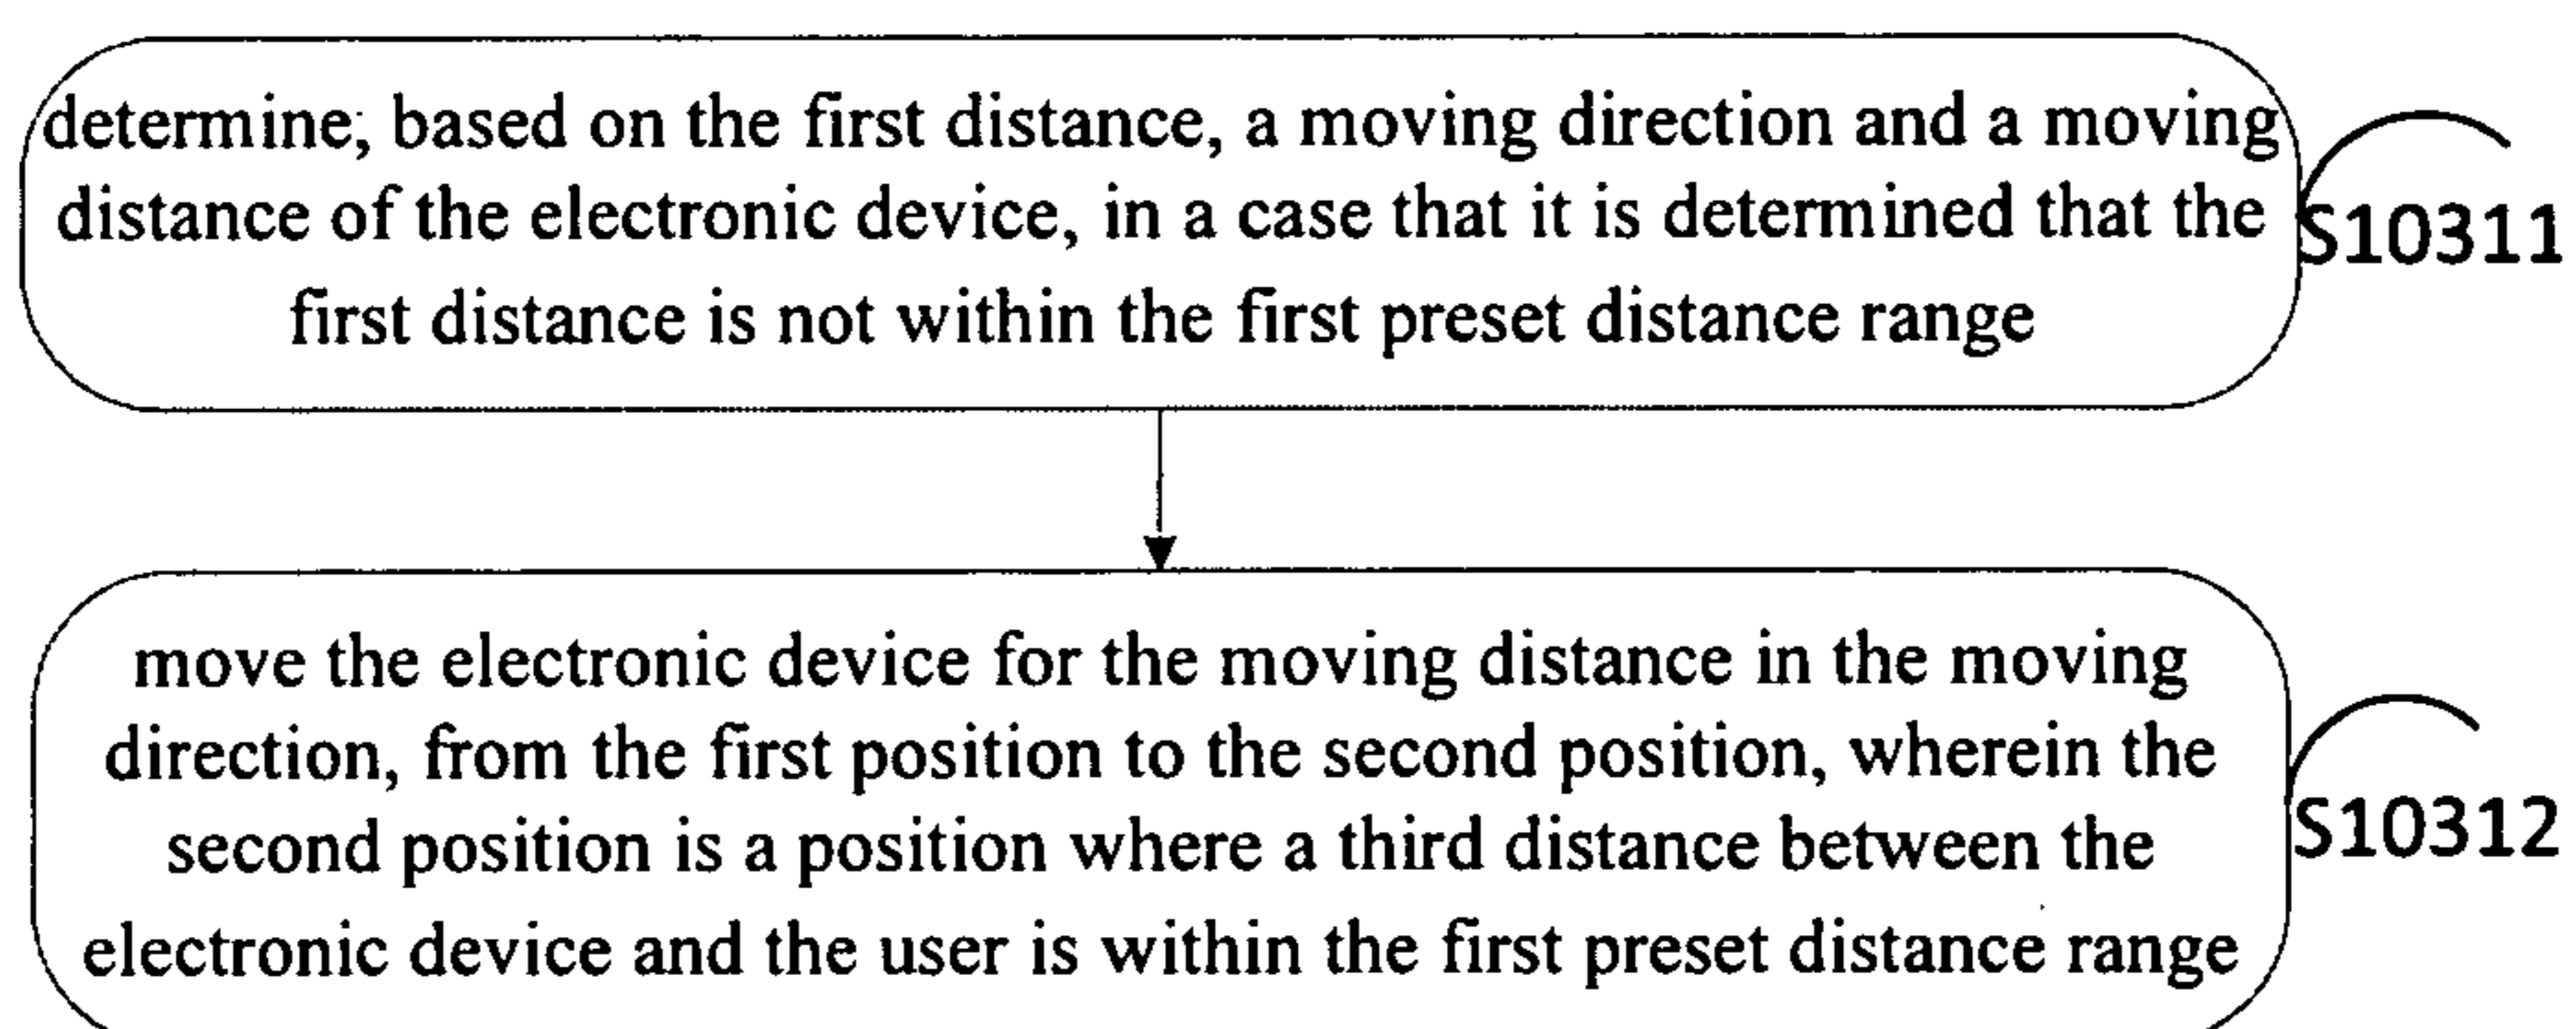 determine, based on the first distance, a moving direction and a moving
distance of the electronic device, in a case that it is determined that the
first distance is not within the first preset distance range
S10311
move the electronic device for the moving distance in the moving
direction, from the first position to the second position, wherein the
second position is a position where a third distance between the
electronic device and the user is within the first preset distance range
S10312